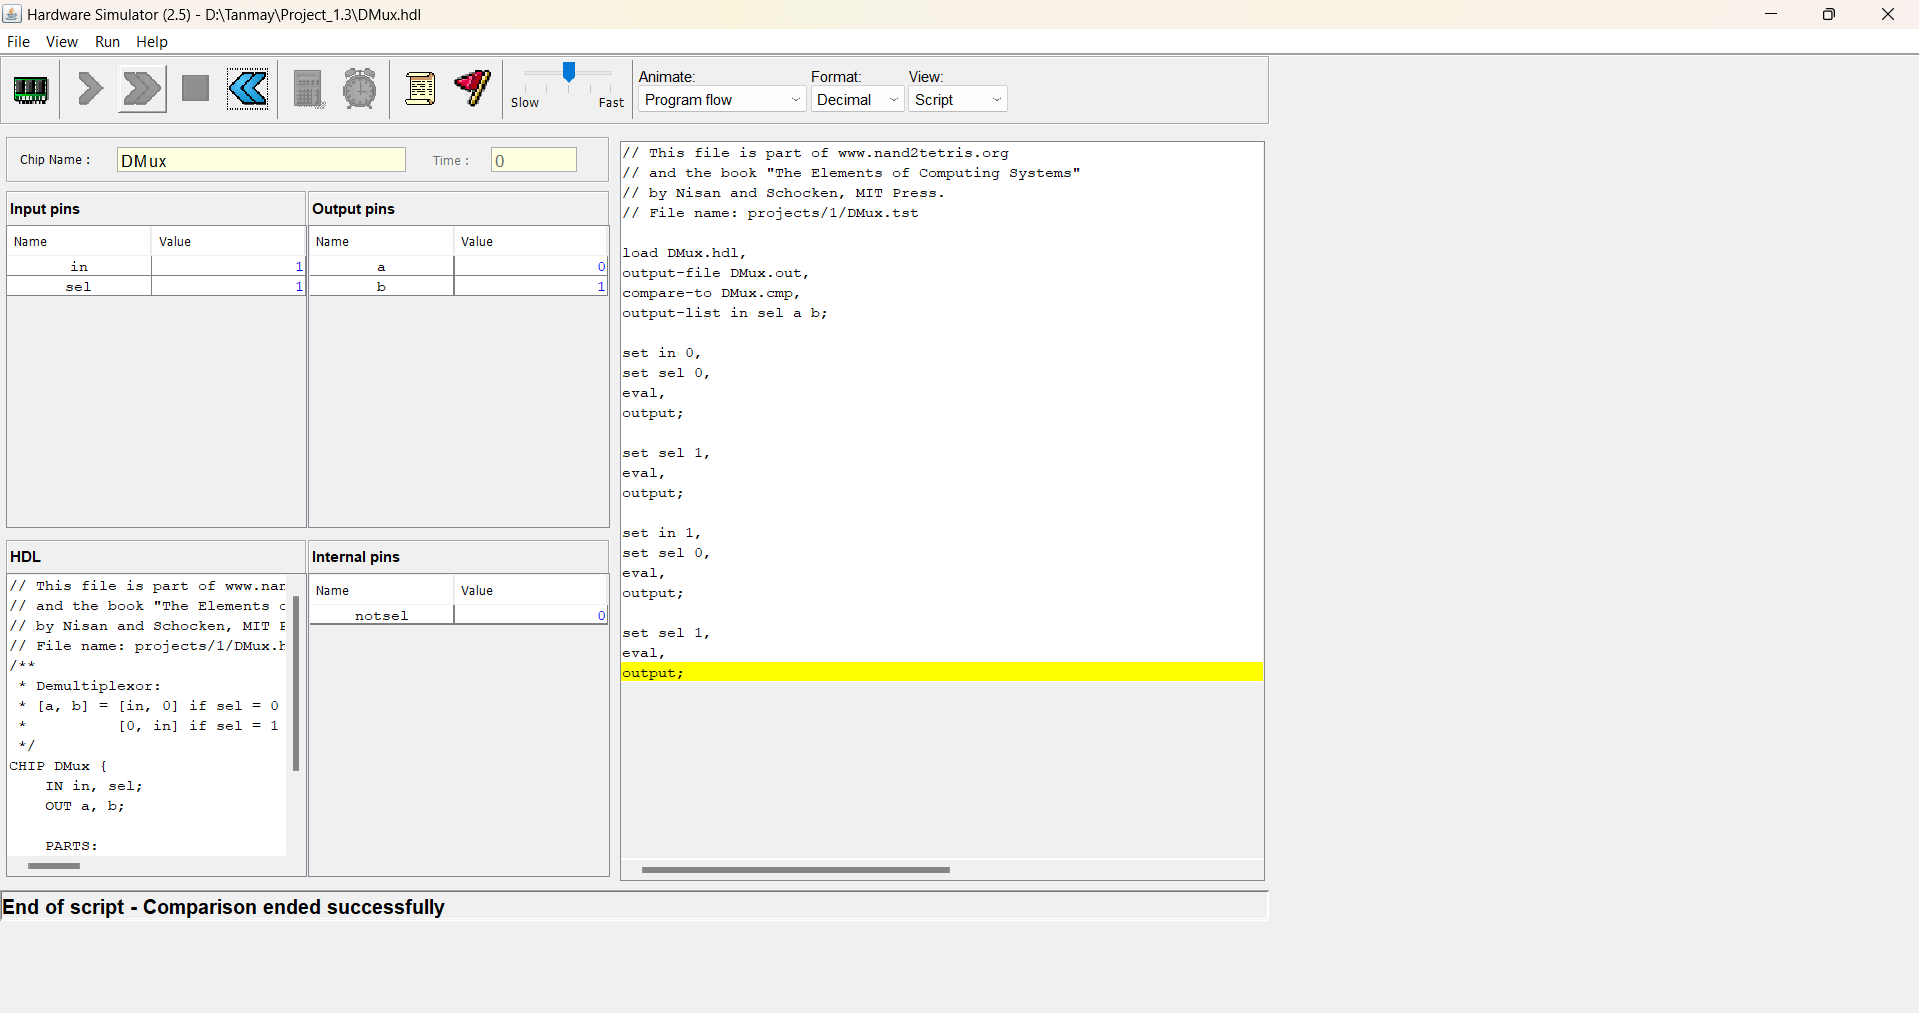 Hardware Simulator (2.5) - D:\Tanmay\Project_1.3\DMux.hdl
File View Run Help
Slow Fast
Animate: Format: View:
Program flow Decimal Script
Chip Name : DMux Time : 0
Input pins
Name Value
in 1
sel 1
Output pins
Name Value
a 0
b 1
HDL
// This file is part of www.nan
// and the book "The Elements
// by Nisan and Schocken, MIT
// File name: projects/1/DMux.h
/**
* Demultiplexor:
* [a, b] = [in, 0] if sel = 0
* [0, in] if sel = 1
*/
CHIP DMux {
IN in, sel;
OUT a, b;
PARTS:
Internal pins
Name Value
notsel 0
// This file is part of www.nand2tetris.org
// and the book "The Elements of Computing Systems"
// by Nisan and Schocken, MIT Press.
// File name: projects/1/DMux.tst
load DMux.hdl,
output-file DMux.out,
compare-to DMux.cmp,
output-list in sel a b;
set in 0,
set sel 0,
eval,
output;
set sel 1,
eval,
output;
set in 1,
set sel 0,
eval,
output;
set sel 1,
eval,
output;
End of script - Comparison ended successfully